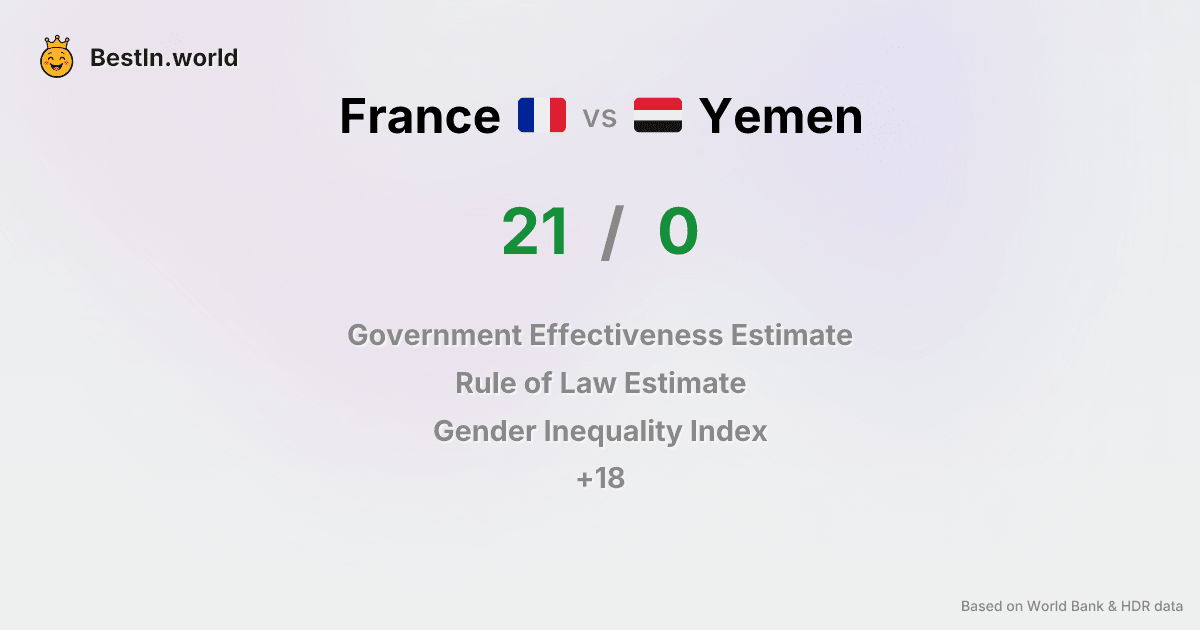 BestIn.world
France vs Yemen
21 / 0
Government Effectiveness Estimate
Rule of Law Estimate
Gender Inequality Index
+18
Based on World Bank & HDR data